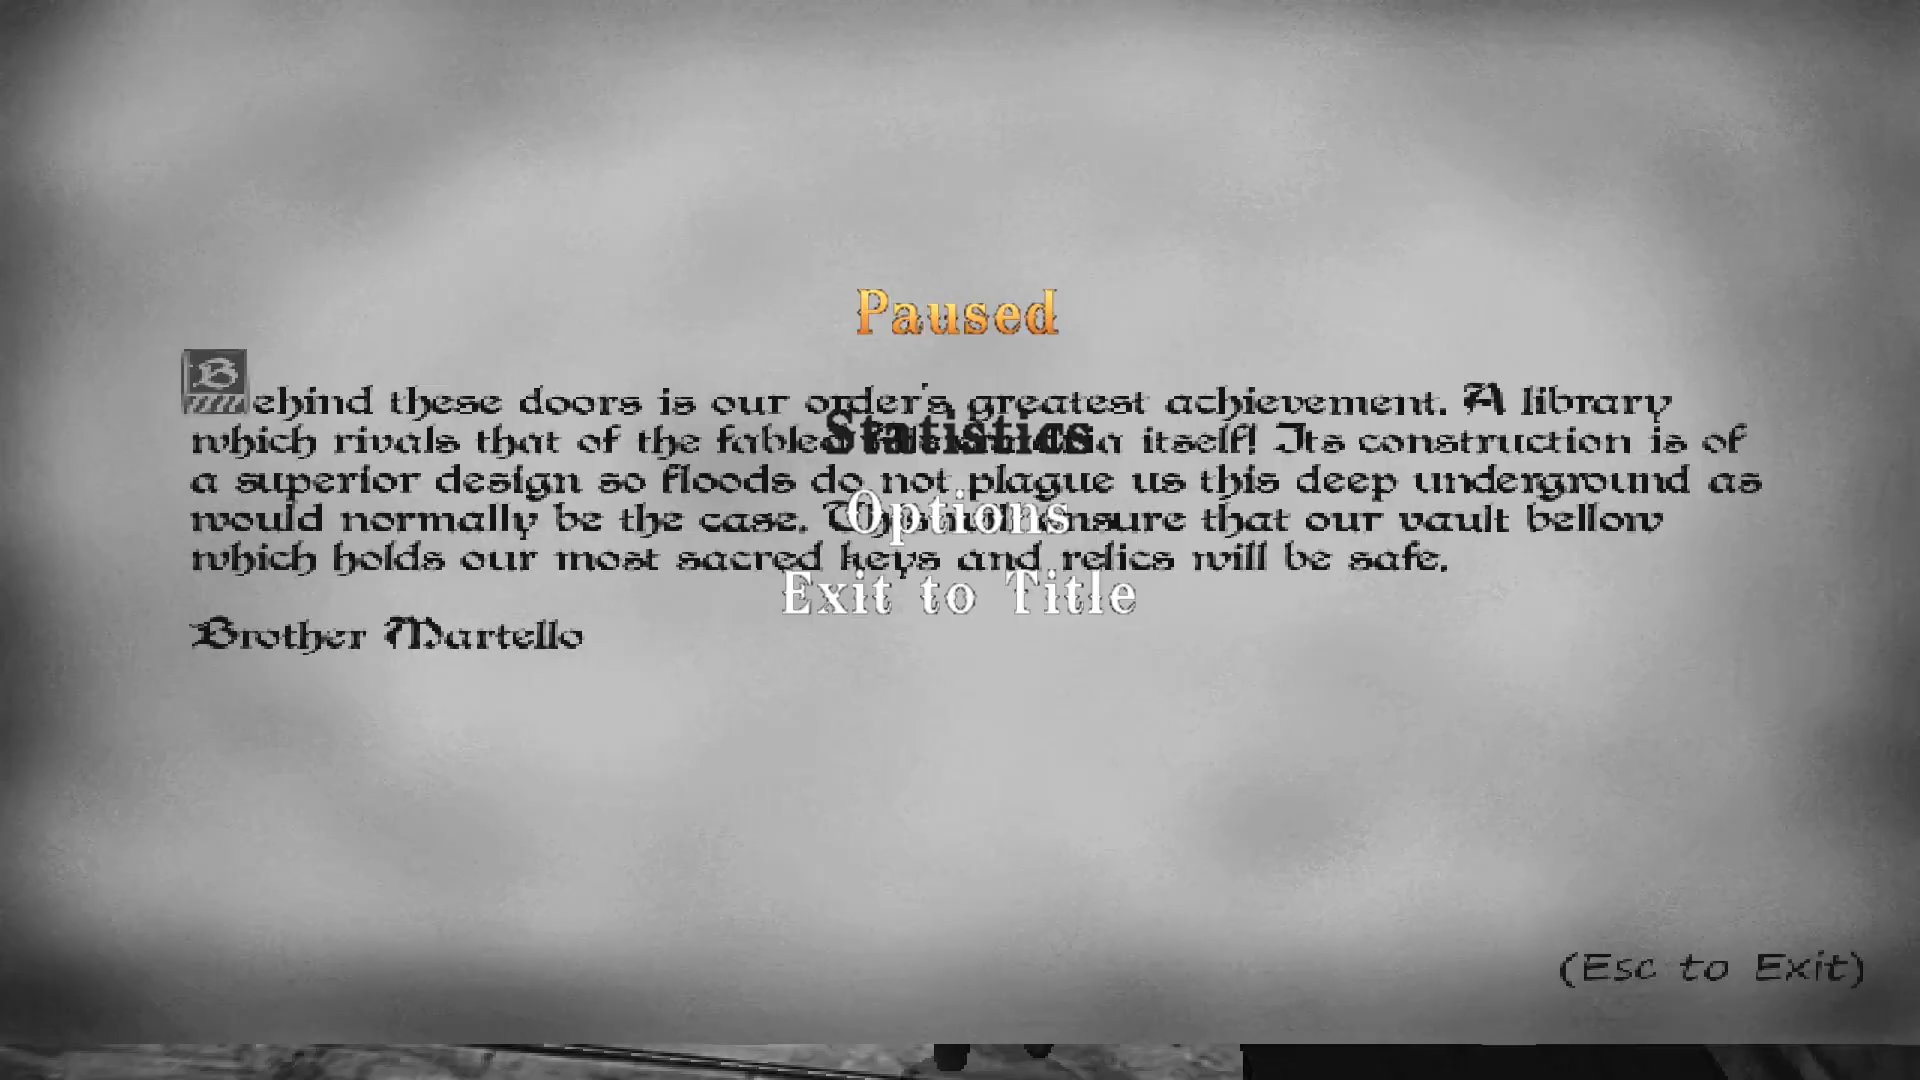 Paused
Behind these doors is our order's greatest achievement. A library
which rivals that of the fabled itself! Its construction is of
Statistics
a superior design so floods do not plague us this deep underground as
would normally be the case. ensure that our vault bellow
Options
which holds our most sacred keys and relics will be safe.
Exit to Title
Brother Martello
(Esc to Exit)